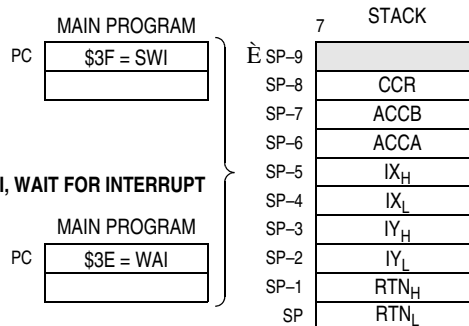 MAIN PROGRAM
PC $3F = SWI
I, WAIT FOR INTERRUPT
MAIN PROGRAM
PC $3E = WAI
7 STACK
È SP–9
SP–8 CCR
SP–7 ACCB
SP–6 ACCA
SP–5 IXH
SP–4 IXL
SP–3 IYH
SP–2 IYL
SP–1 RTNH
SP RTNL